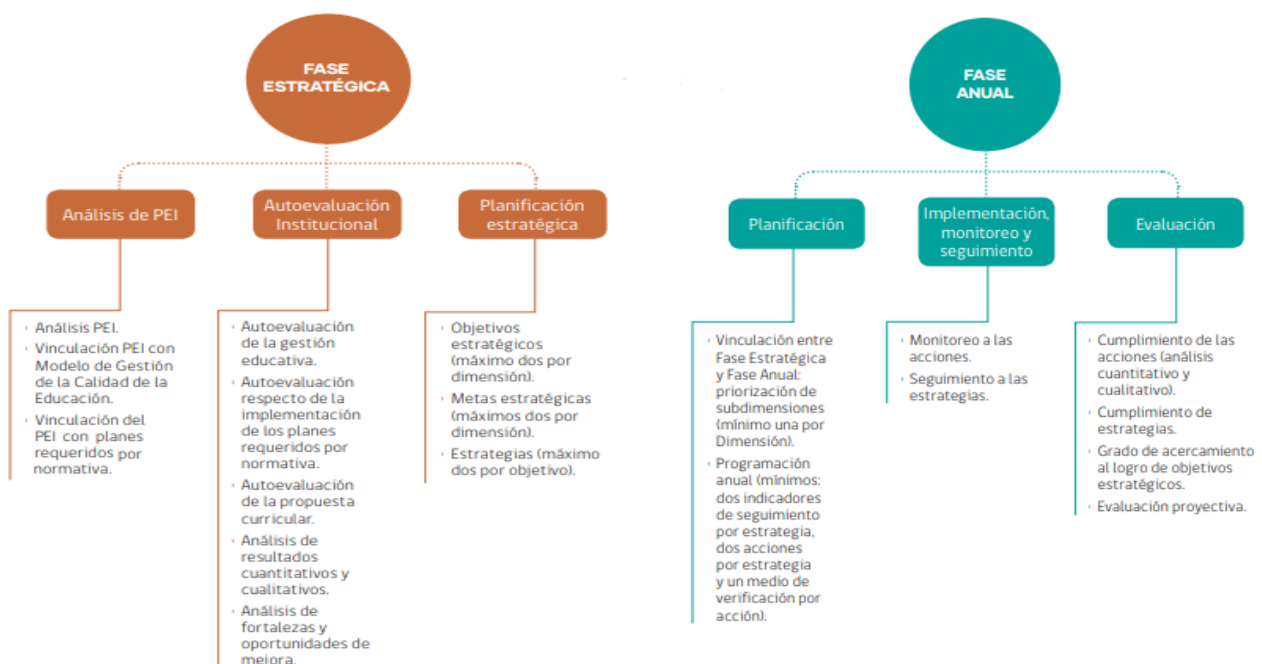 FASE
ESTRATÉGICA
Análisis de PEI
Autoevaluación
Institucional
Planificación
estratégica
Análisis PEI.
Vinculación PEI con
Modelo de Gestión
de la Calidad de la
Educación.
Vinculación del
PEI con planes
requeridos por
normativa.
Autoevaluación
de la gestión
educativa.
Autoevaluación
respecto de la
implementación
de los planes
requeridos por
normativa.
Autoevaluación
de la propuesta
curricular.
Análisis de
resultados
cuantitativos y
cualitativos.
Análisis de
fortalezas y
oportunidades de
mejora.
Objetivos
estratégicos
(máximo dos por
dimensión).
Metas estratégicas
(máximos dos por
dimensión).
Estrategias (máximo
dos por objetivo).
FASE
ANUAL
Planificación
Implementación,
monitoreo y
seguimiento
Evaluación
Vinculación entre
Fase Estratégica
y Fase Anual:
priorización de
subdimensiones
(mínimo una por
Dimensión).
Programación
anual (mínimos:
dos indicadores
de seguimiento
por estrategia,
dos acciones
por estrategia
y un medio de
verificación por
acción).
Monitoreo a las
acciones.
Seguimiento a las
estrategias.
Cumplimiento de las
acciones (análisis
cuantitativo y
cualitativo).
Cumplimiento de
estrategias.
Grado de acercamiento
al logro de objetivos
estratégicos.
Evaluación proyectiva.